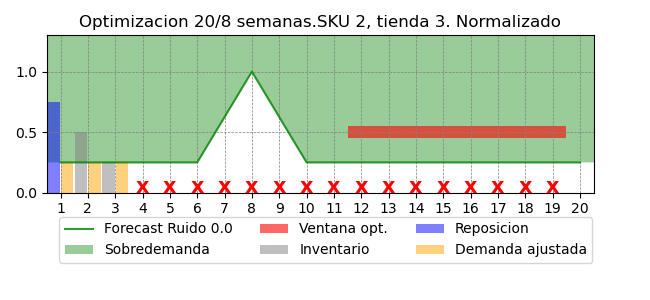 Optimizacion 20/8 semanas.SKU 2, tienda 3. Normalizado
1.0
0.5
0.0
1 2 3 4 5 6 7 8 9 10 11 12 13 14 15 16 17 18 19 20
X X X X X X X X X X X X X X X X
Forecast Ruido 0.0 Ventana opt. Reposicion
Sobredemanda Inventario Demanda ajustada